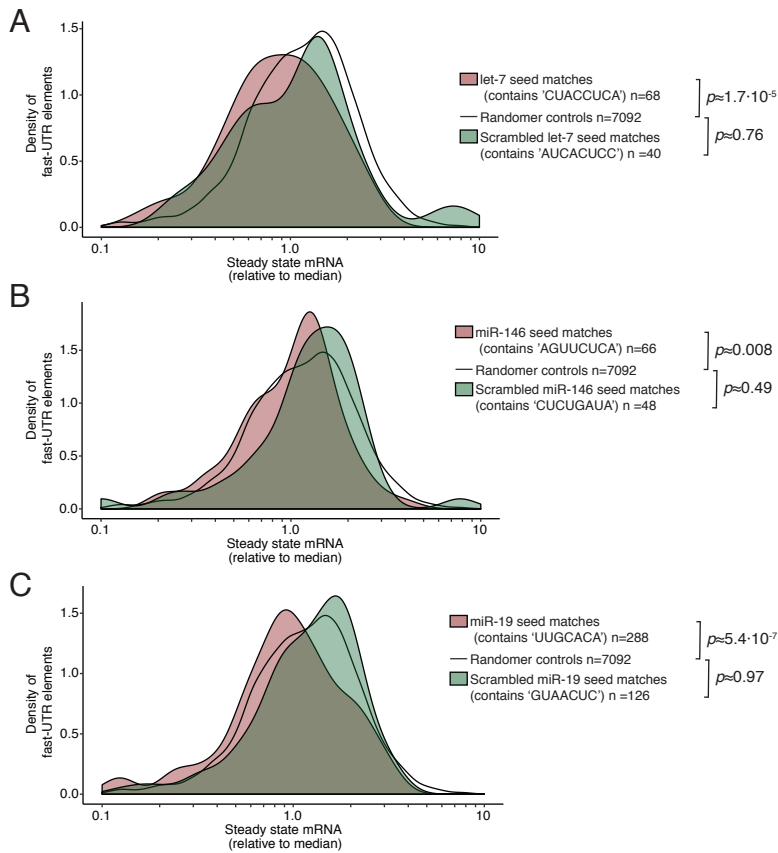 A
1.5
1.0
0.5
0.0
0.1
1.0
10
Density of
fast-UTR elements
Steady state mRNA
(relative to median)
let-7 seed matches
(contains 'CUACCUCA') n=68
Randomer controls n=7092
Scrambled let-7 seed matches
(contains 'AUCACUCC' n =40
p≈1.7·10-5
p≈0.76
B
1.5
1.0
0.5
0.0
0.1
1.0
10
Density of
fast-UTR elements
Steady state mRNA
(relative to median)
miR-146 seed matches
(contains 'AGUUCUCA') n=66
Randomer controls n=7092
Scrambled miR-146 seed matches
(contains 'CUCUGAUA') n =48
p≈0.008
p≈0.49
C
1.5
1.0
0.5
0.0
0.1
1.0
10
Density of
fast-UTR elements
Steady state mRNA
(relative to median)
miR-19 seed matches
(contains 'UUGCACA') n=288
Randomer controls n=7092
Scrambled miR-19 seed matches
(contains 'GUAACUC') n =126
p≈5.4·10-7
p≈0.97